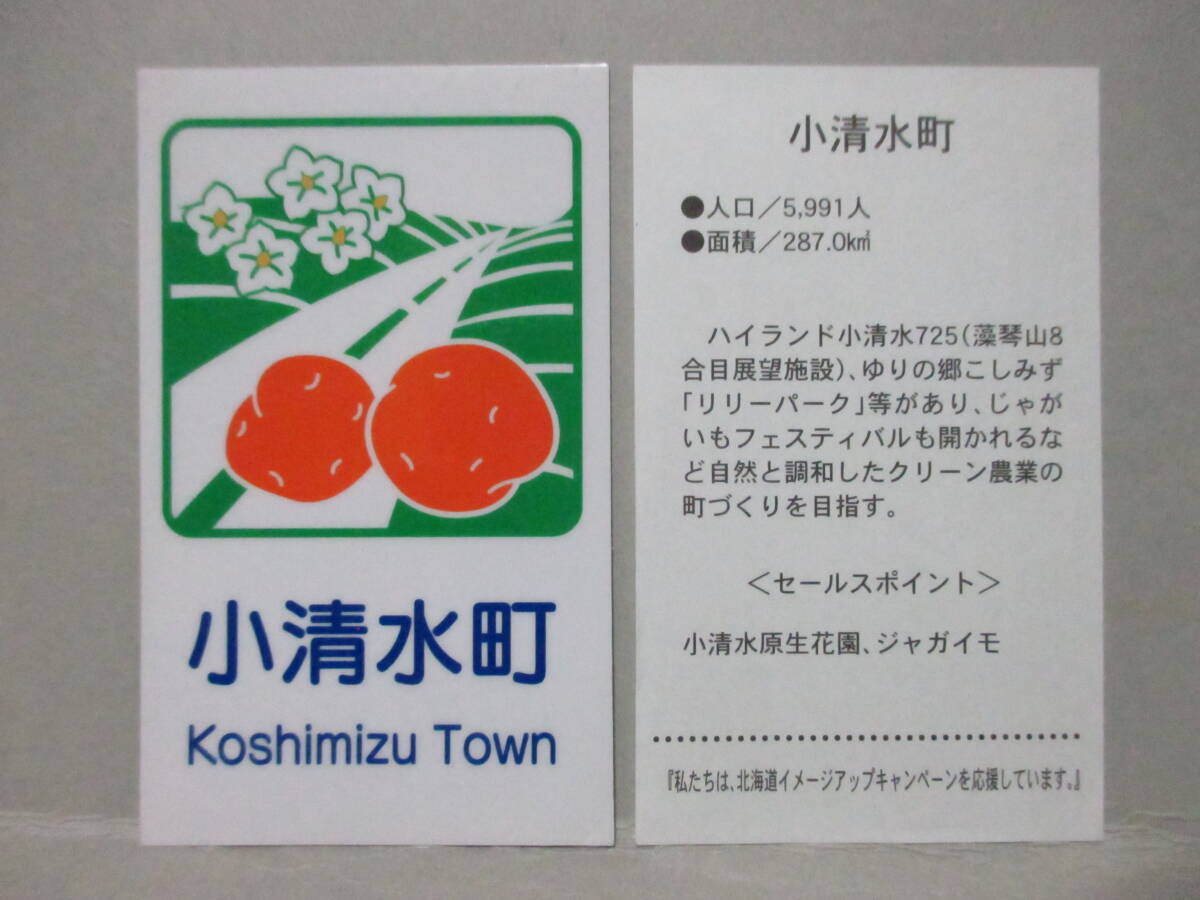 小清水町
Koshimizu Town
小清水町
●人口／5,991人
●面積／287.0k㎡
ハイランド小清水725（藻琴山8
合目展望施設）、ゆりの郷こしみず
「リリーパーク」等があり、じゃが
いもフェスティバルも開かれるな
ど自然と調和したクリーン農業の
町づくりを目指す。
＜セールスポイント＞
小清水原生花園、ジャガイモ
『私たちは、北海道イメージアップキャンペーンを応援しています。』